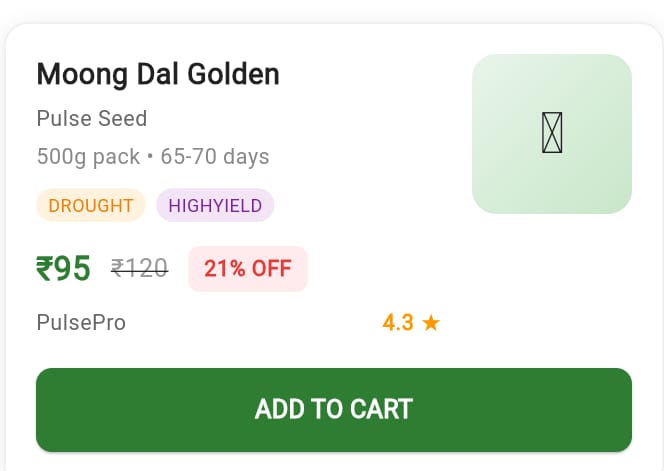 Moong Dal Golden
Pulse Seed
500g pack • 65-70 days
DROUGHT HIGHYIELD
₹95 ₹120 21% OFF
PulsePro 4.3 ★
ADD TO CART